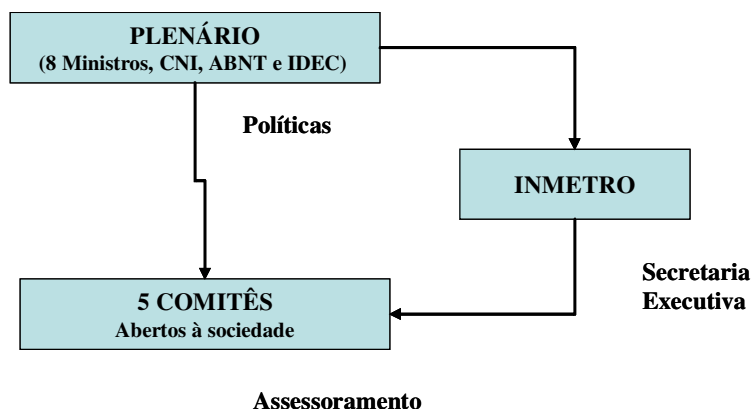 PLENÁRIO
(8 Ministros, CNI, ABNT e IDEC)
Políticas
INMETRO
Secretaria
Executiva
5 COMITÊS
Abertos à sociedade
Assessoramento